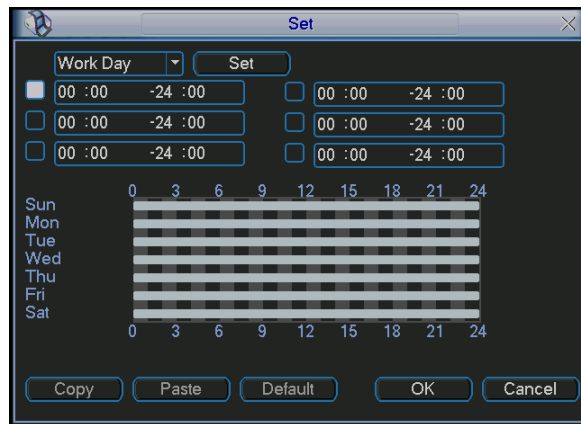 Set
Work Day Set
00 :00 -24 :00 00 :00 -24 :00
00 :00 -24 :00 00 :00 -24 :00
00 :00 -24 :00 00 :00 -24 :00
0 3 6 9 12 15 18 21 24
Sun
Mon
Tue
Wed
Thu
Fri
Sat
0 3 6 9 12 15 18 21 24
Copy Paste Default OK Cancel